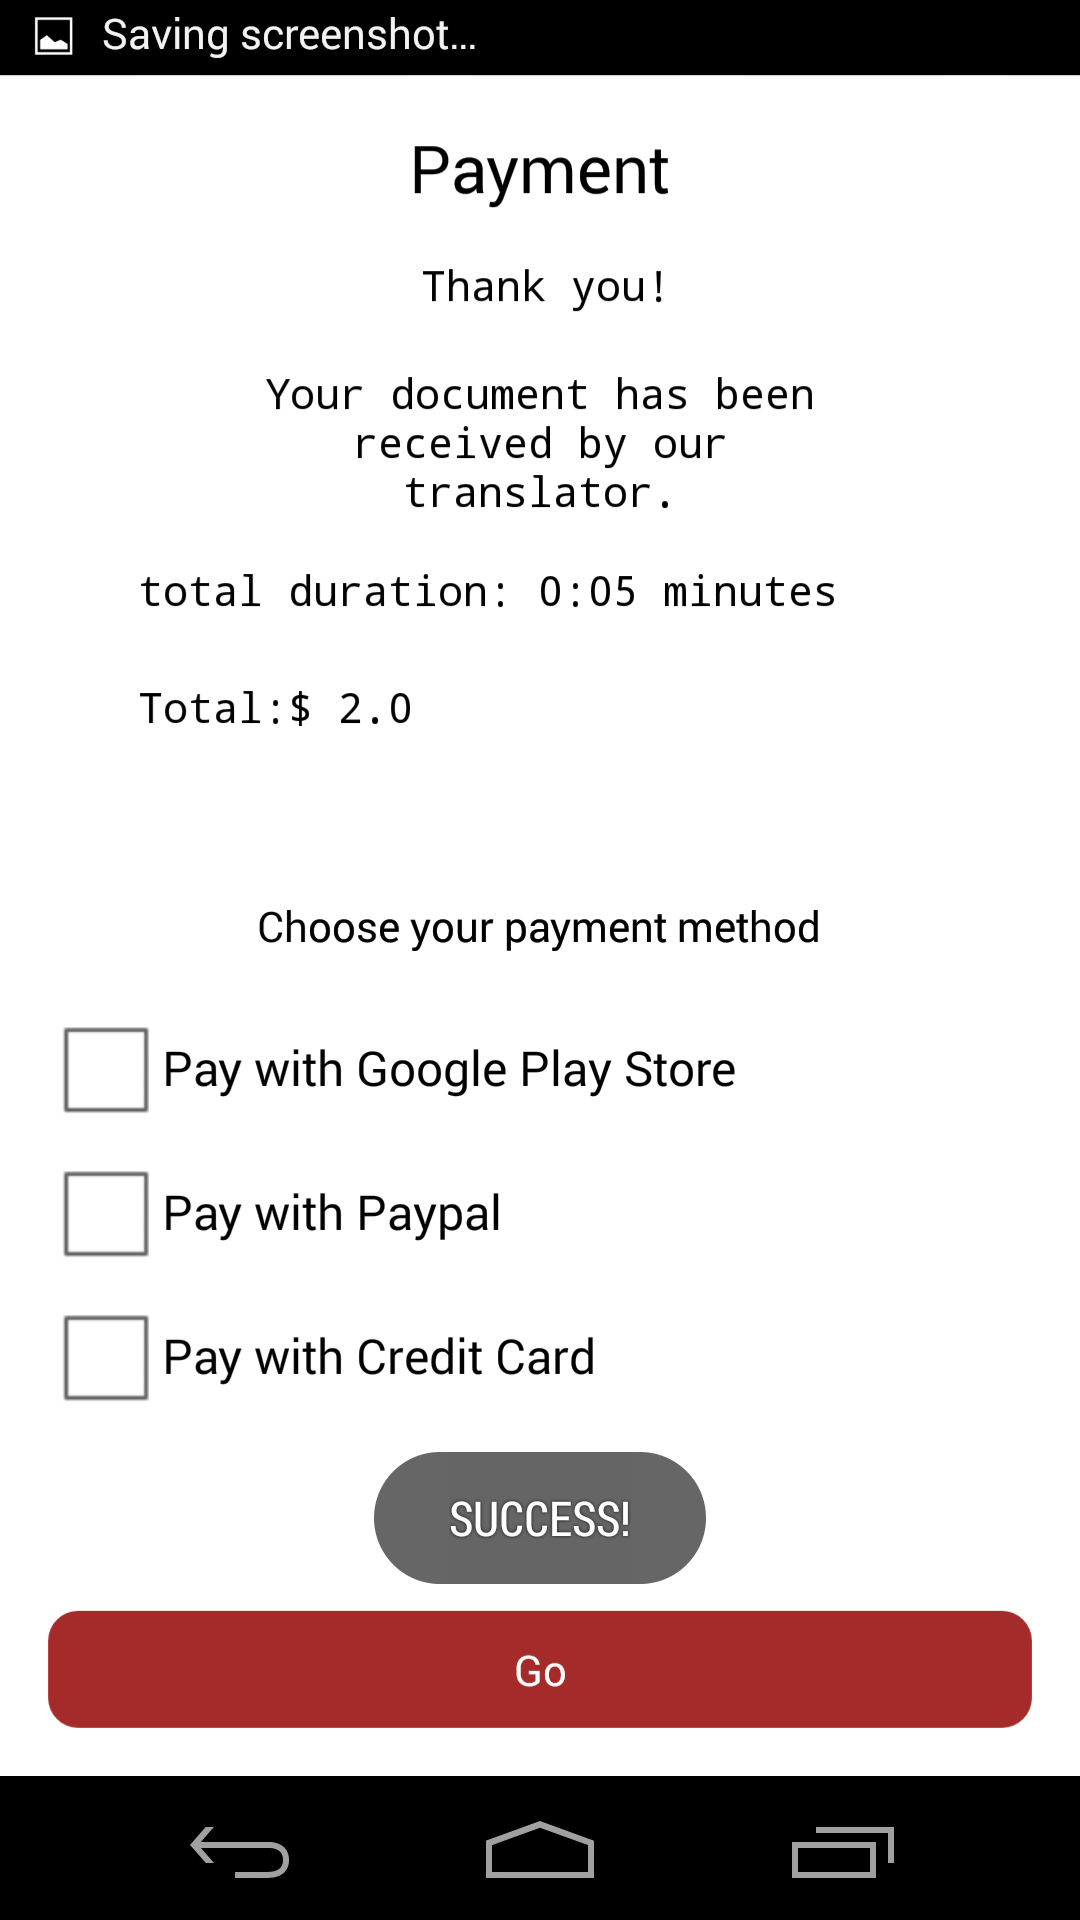 Saving screenshot...
Payment
Thank you!
Your document has been
received by our
translator.
total duration: 0:05 minutes
Total:$ 2.0
Choose your payment method
Pay with Google Play Store
Pay with Paypal
Pay with Credit Card
SUCCESS!
Go